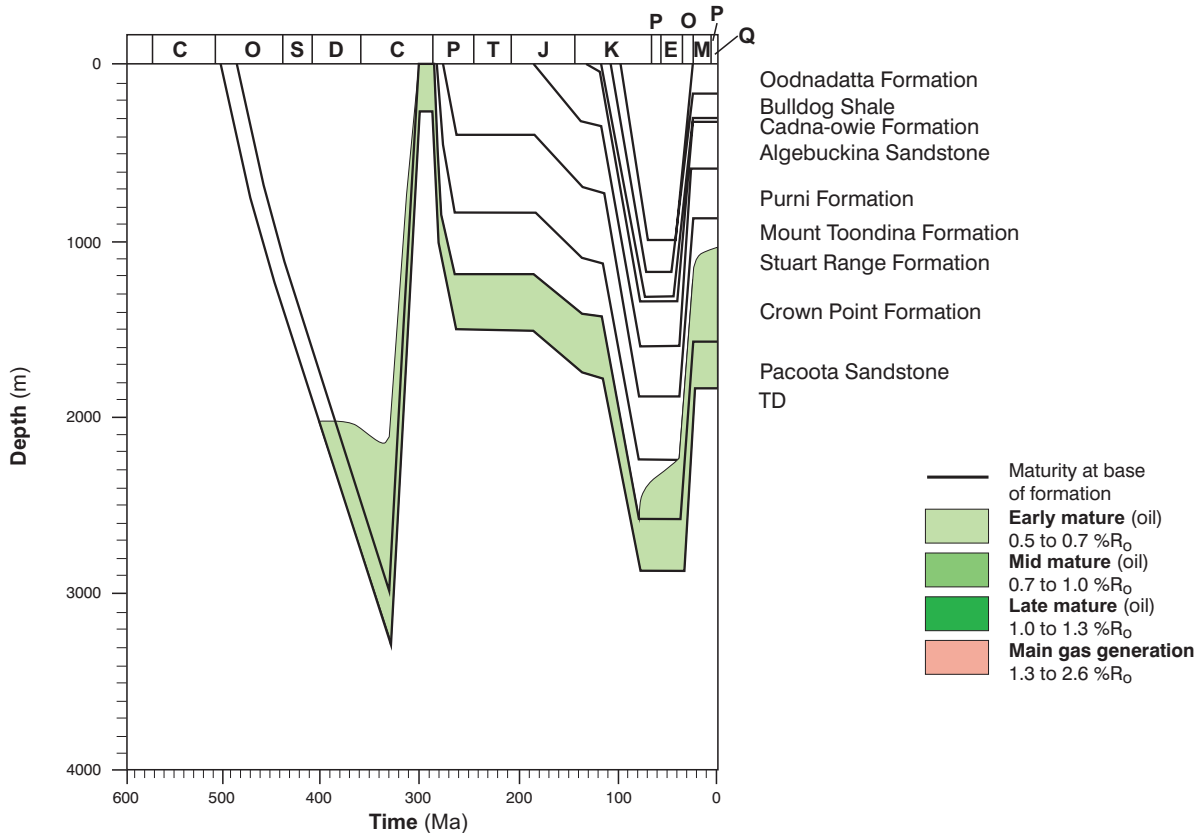 P O P
C O S D C P T J K E M Q
0
1000
2000
3000
4000
Depth (m)
600 500 400 300 200 100 0
Time (Ma)
Oodnadatta Formation
Bulldog Shale
Cadna-owie Formation
Algebuckina Sandstone
Purni Formation
Mount Toondina Formation
Stuart Range Formation
Crown Point Formation
Pacoota Sandstone
TD
Maturity at base
of formation
Early mature (oil)
0.5 to 0.7 %Ro
Mid mature (oil)
0.7 to 1.0 %Ro
Late mature (oil)
1.0 to 1.3 %Ro
Main gas generation
1.3 to 2.6 %Ro